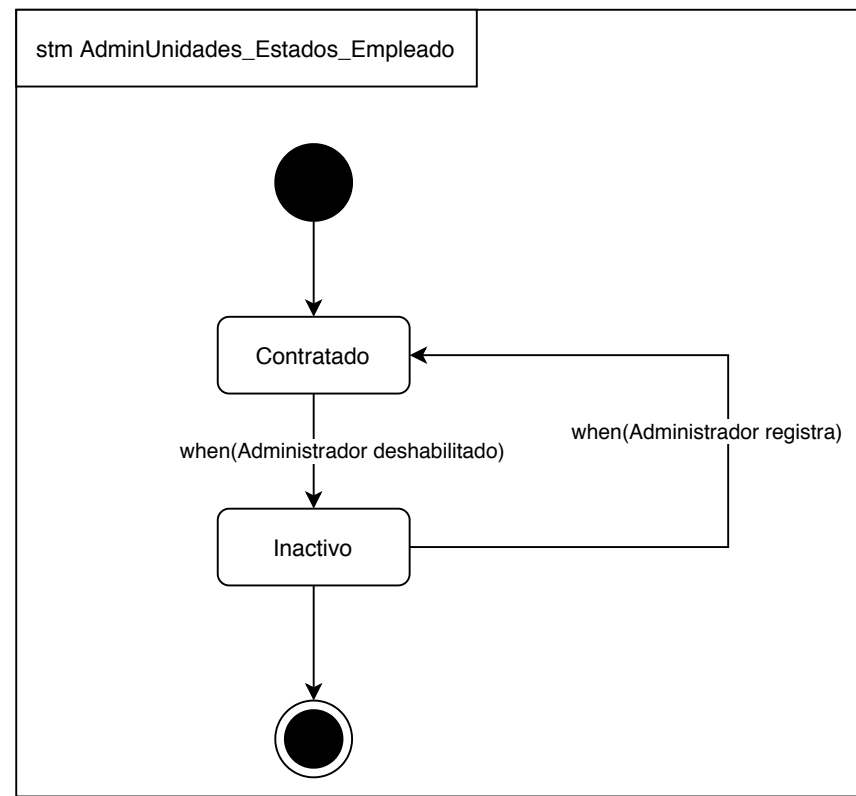 stm AdminUnidades_Estados_Empleado
Contratado
when(Administrador registra)
when(Administrador deshabilitado)
Inactivo